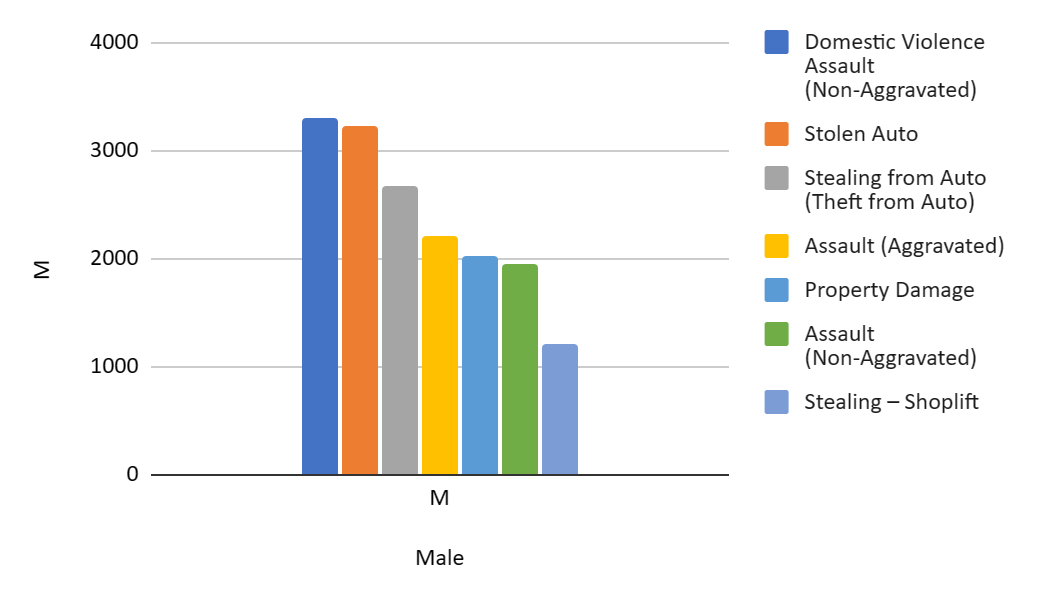 4000
3000
2000
1000
0
M
M
Male
Domestic Violence
Assault
(Non-Aggravated)
Stolen Auto
Stealing from Auto
(Theft from Auto)
Assault (Aggravated)
Property Damage
Assault
(Non-Aggravated)
Stealing – Shoplift